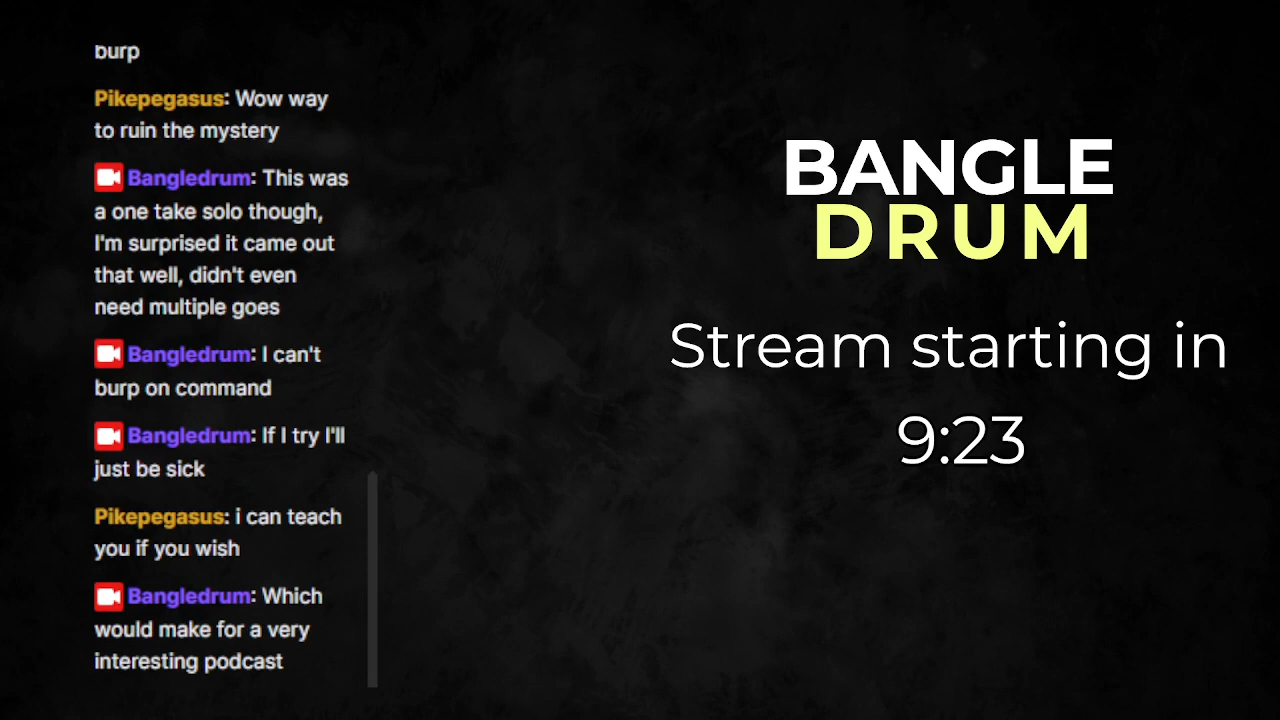 burp
Pikepegasus: Wow way
to ruin the mystery
Bangledrum: This was
a one take solo though,
I'm surprised it came out
that well, didn't even
need multiple goes
Bangledrum: I can't
burp on command
Bangledrum: If I try I'll
just be sick
Pikepegasus: i can teach
you if you wish
Bangledrum: Which
would make for a very
interesting podcast
BANGLE
DRUM
Stream starting in
9:23